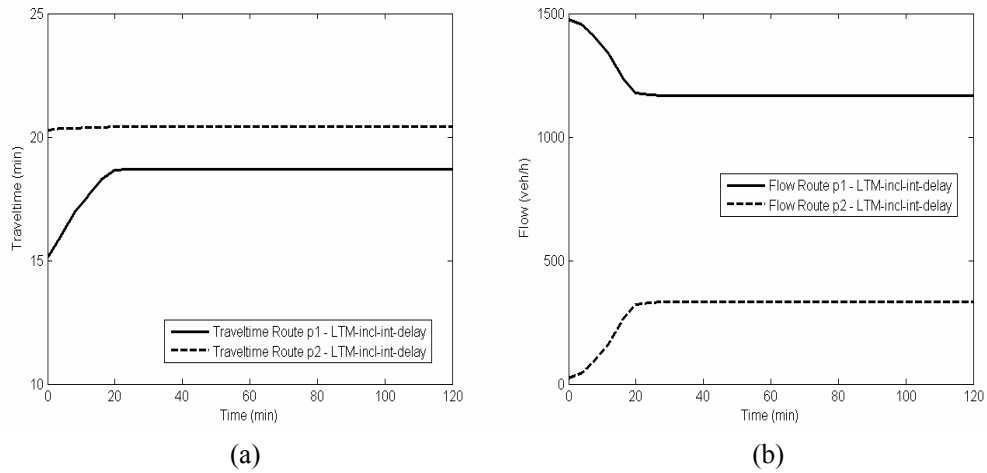 25
20
15
10
Traveltime (min)
Traveltime Route p1 - LTM-incl-int-delay
Traveltime Route p2 - LTM-incl-int-delay
0 20 40 60 80 100 120
Time (min)
(a)
1500
1000
500
0
Flow (veh/h)
Flow Route p1 - LTM-incl-int-delay
Flow Route p2 - LTM-incl-int-delay
0 20 40 60 80 100 120
Time (min)
(b)